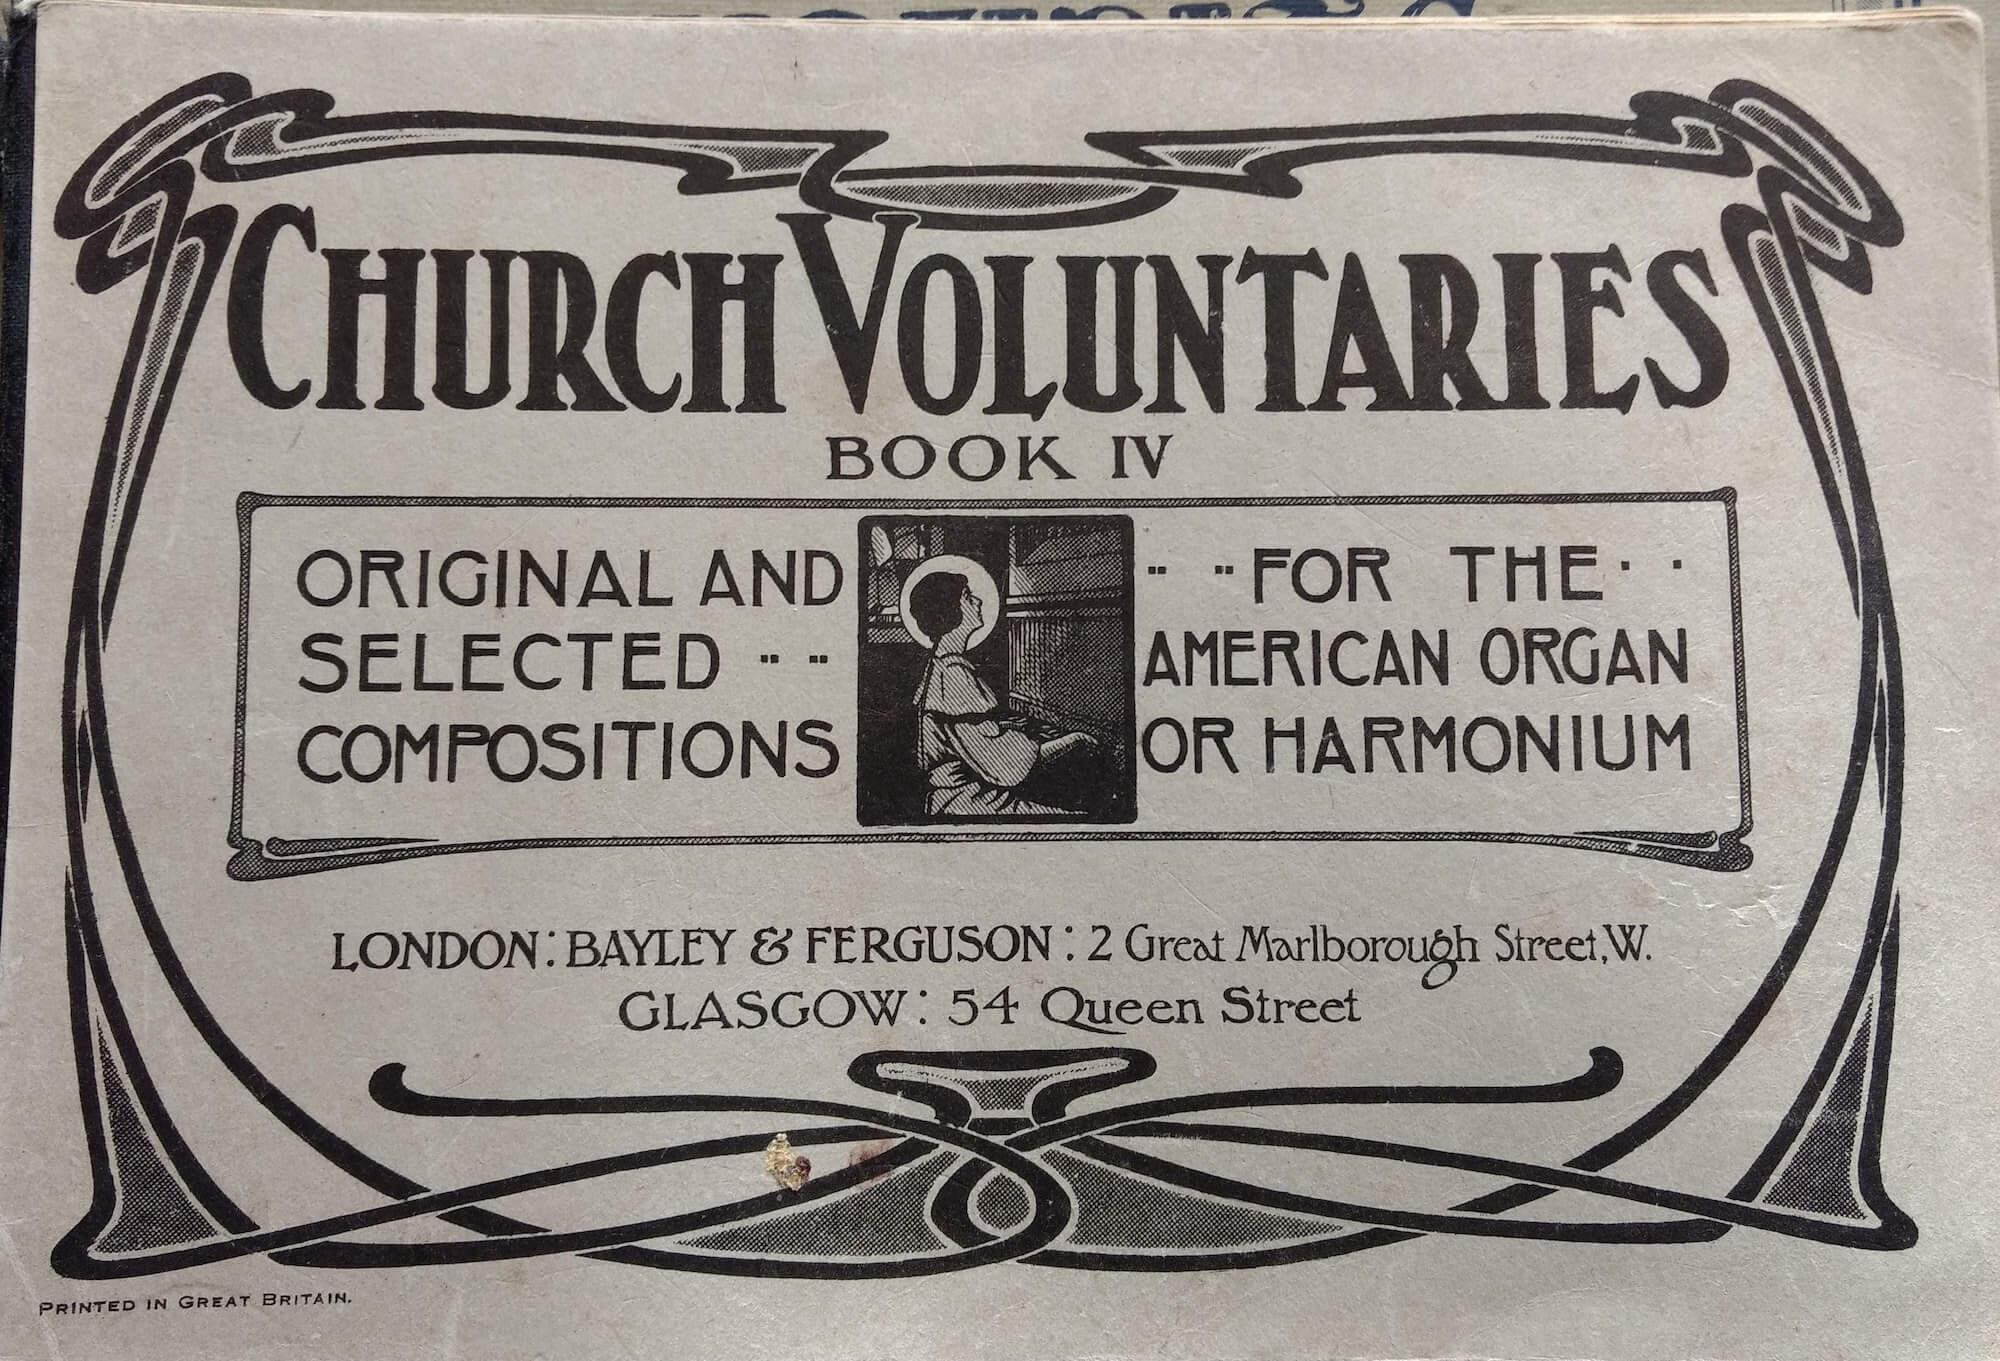 CHURCH VOLUNTARIES
BOOK IV
ORIGINAL AND
SELECTED
COMPOSITIONS
FOR THE
AMERICAN ORGAN
OR HARMONIUM
LONDON: BAYLEY & FERGUSON: 2 Great Marlborough Street, W.
GLASGOW: 54 Queen Street
PRINTED IN GREAT BRITAIN.